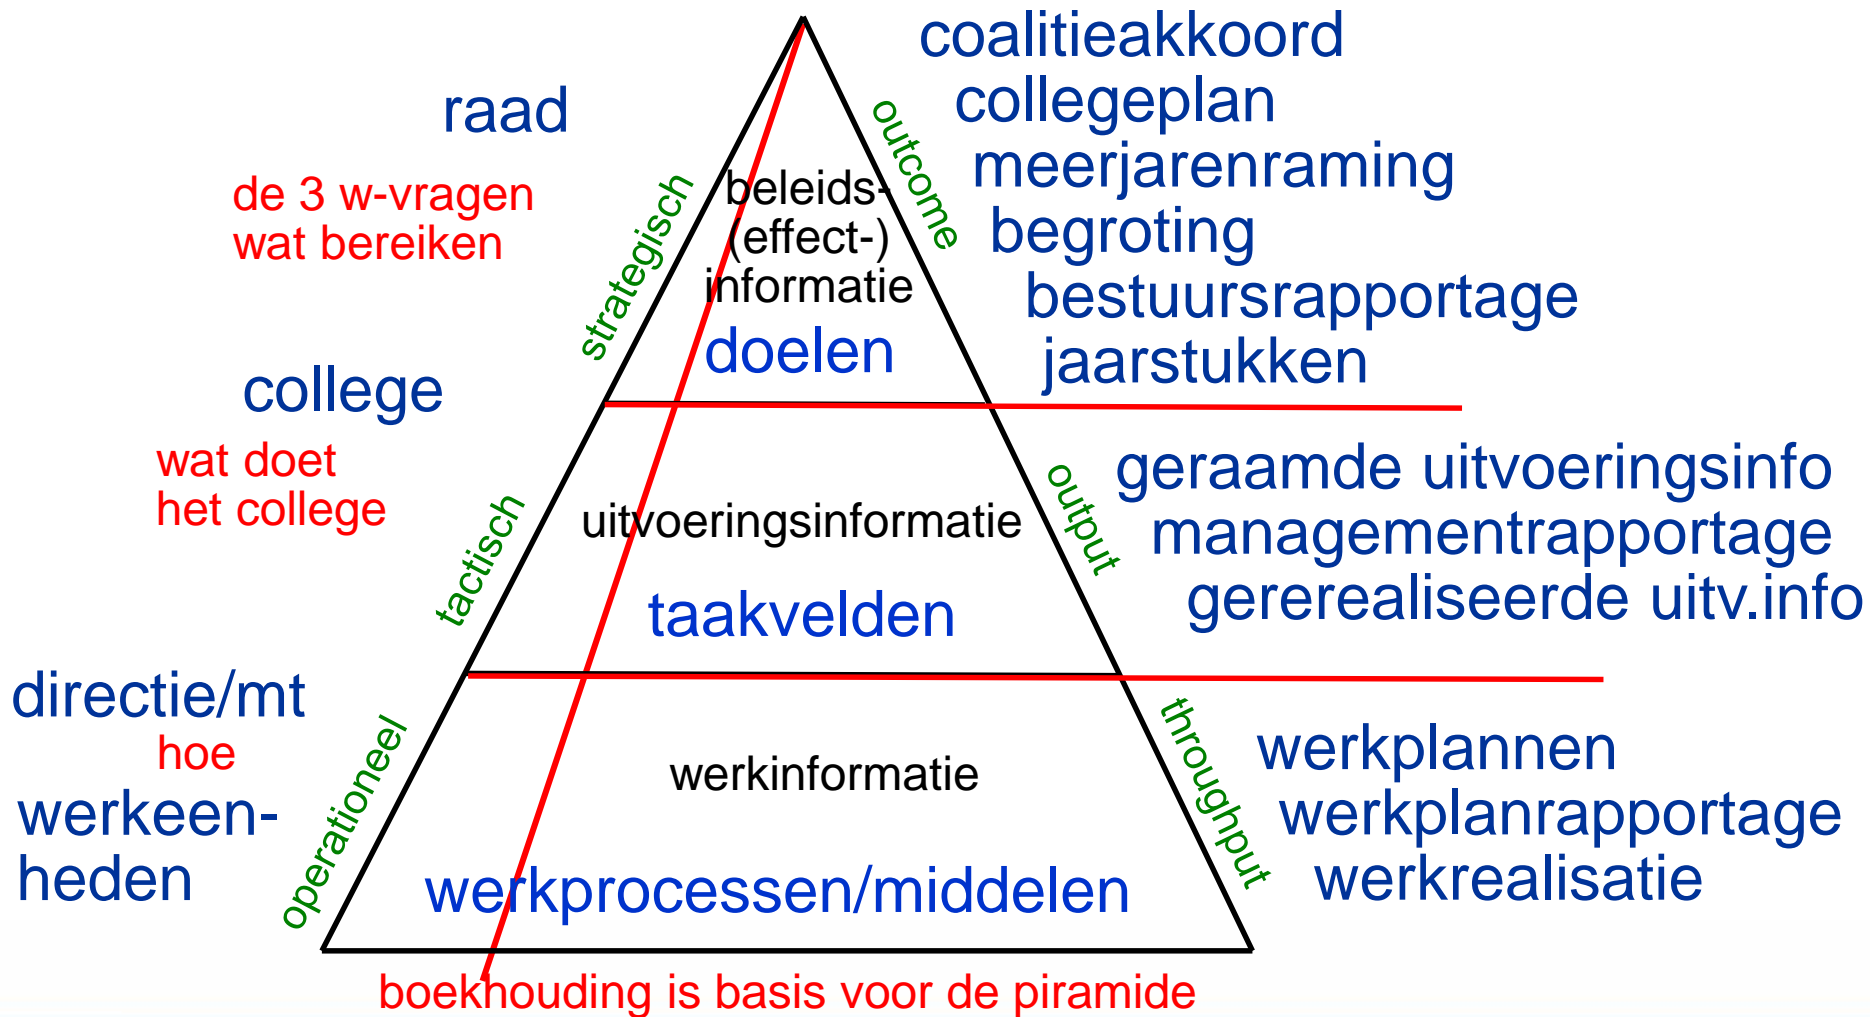 raad
de 3 w-vragen
wat bereiken
strategisch
beleids-
(effect-)
informatie
doelen
outcome
coalitieakkoord
collegeplan
meerjarenraming
begroting
bestuursrapportage
jaarstukken
college
wat doet
het college
tactisch
uitvoeringsinformatie
taakvelden
output
geraamde uitvoeringsinfo
managementrapportage
gererealiseerde uitv.info
directie/mt
hoe
werkeen-
heden
operationeel
werkinformatie
werkprocessen/middelen
throughput
werkplannen
werkplanrapportage
werkrealisatie
boekhouding is basis voor de piramide